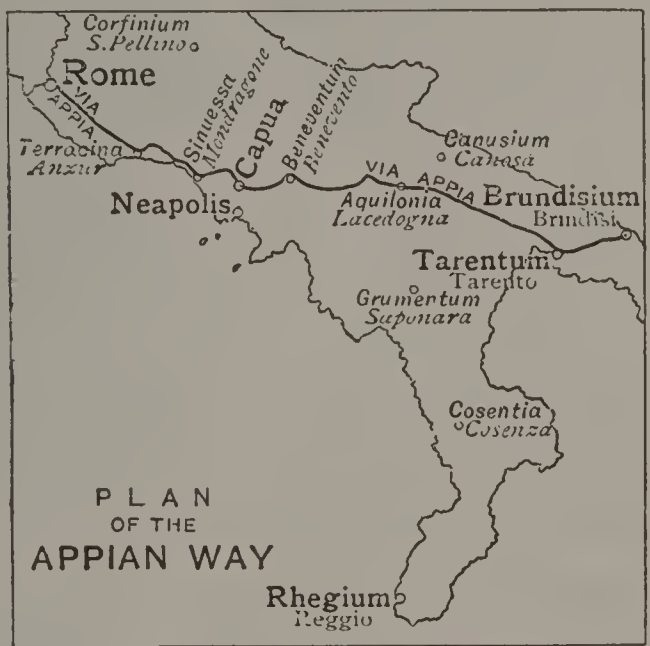 Corfinium
S. Pellino
Rome
VIA
APPIA
Terracina
Anxur
Sinuessa
Mondragone
Capua
Beneventum
Benevento
Canusium
Canosa
VIA APPIA
Neapolis
Aquilonia
Lacedogna
Brundisium
Brindisi
Tarentum
Tarento
Grumertum
Saponara
Cosentia
Cosenza
PLAN
OF THE
APPIAN WAY
Rhegium
Reggio